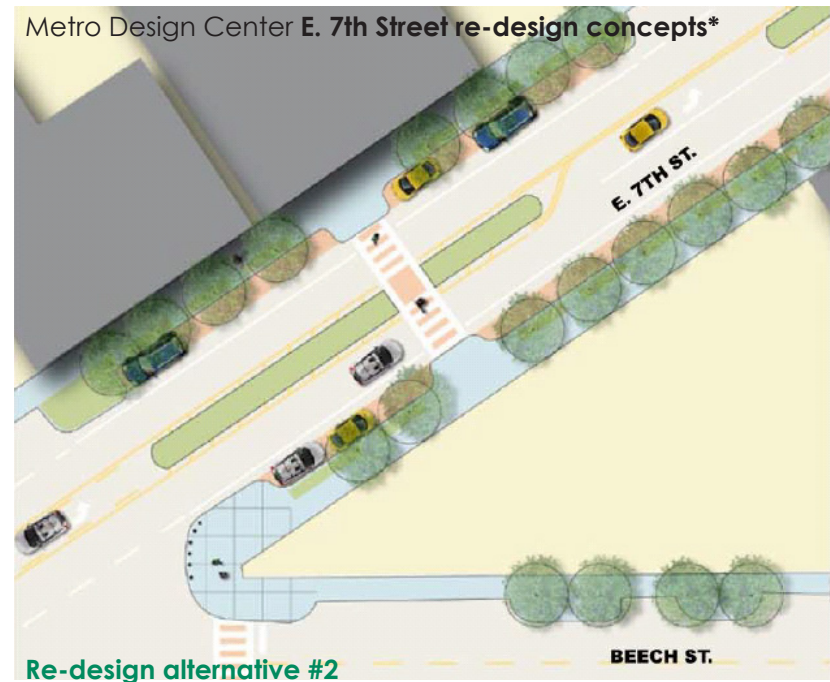 Metro Design Center E. 7th Street re-design concepts*
E. 7TH ST.
BEECH ST.
Re-design alternative #2